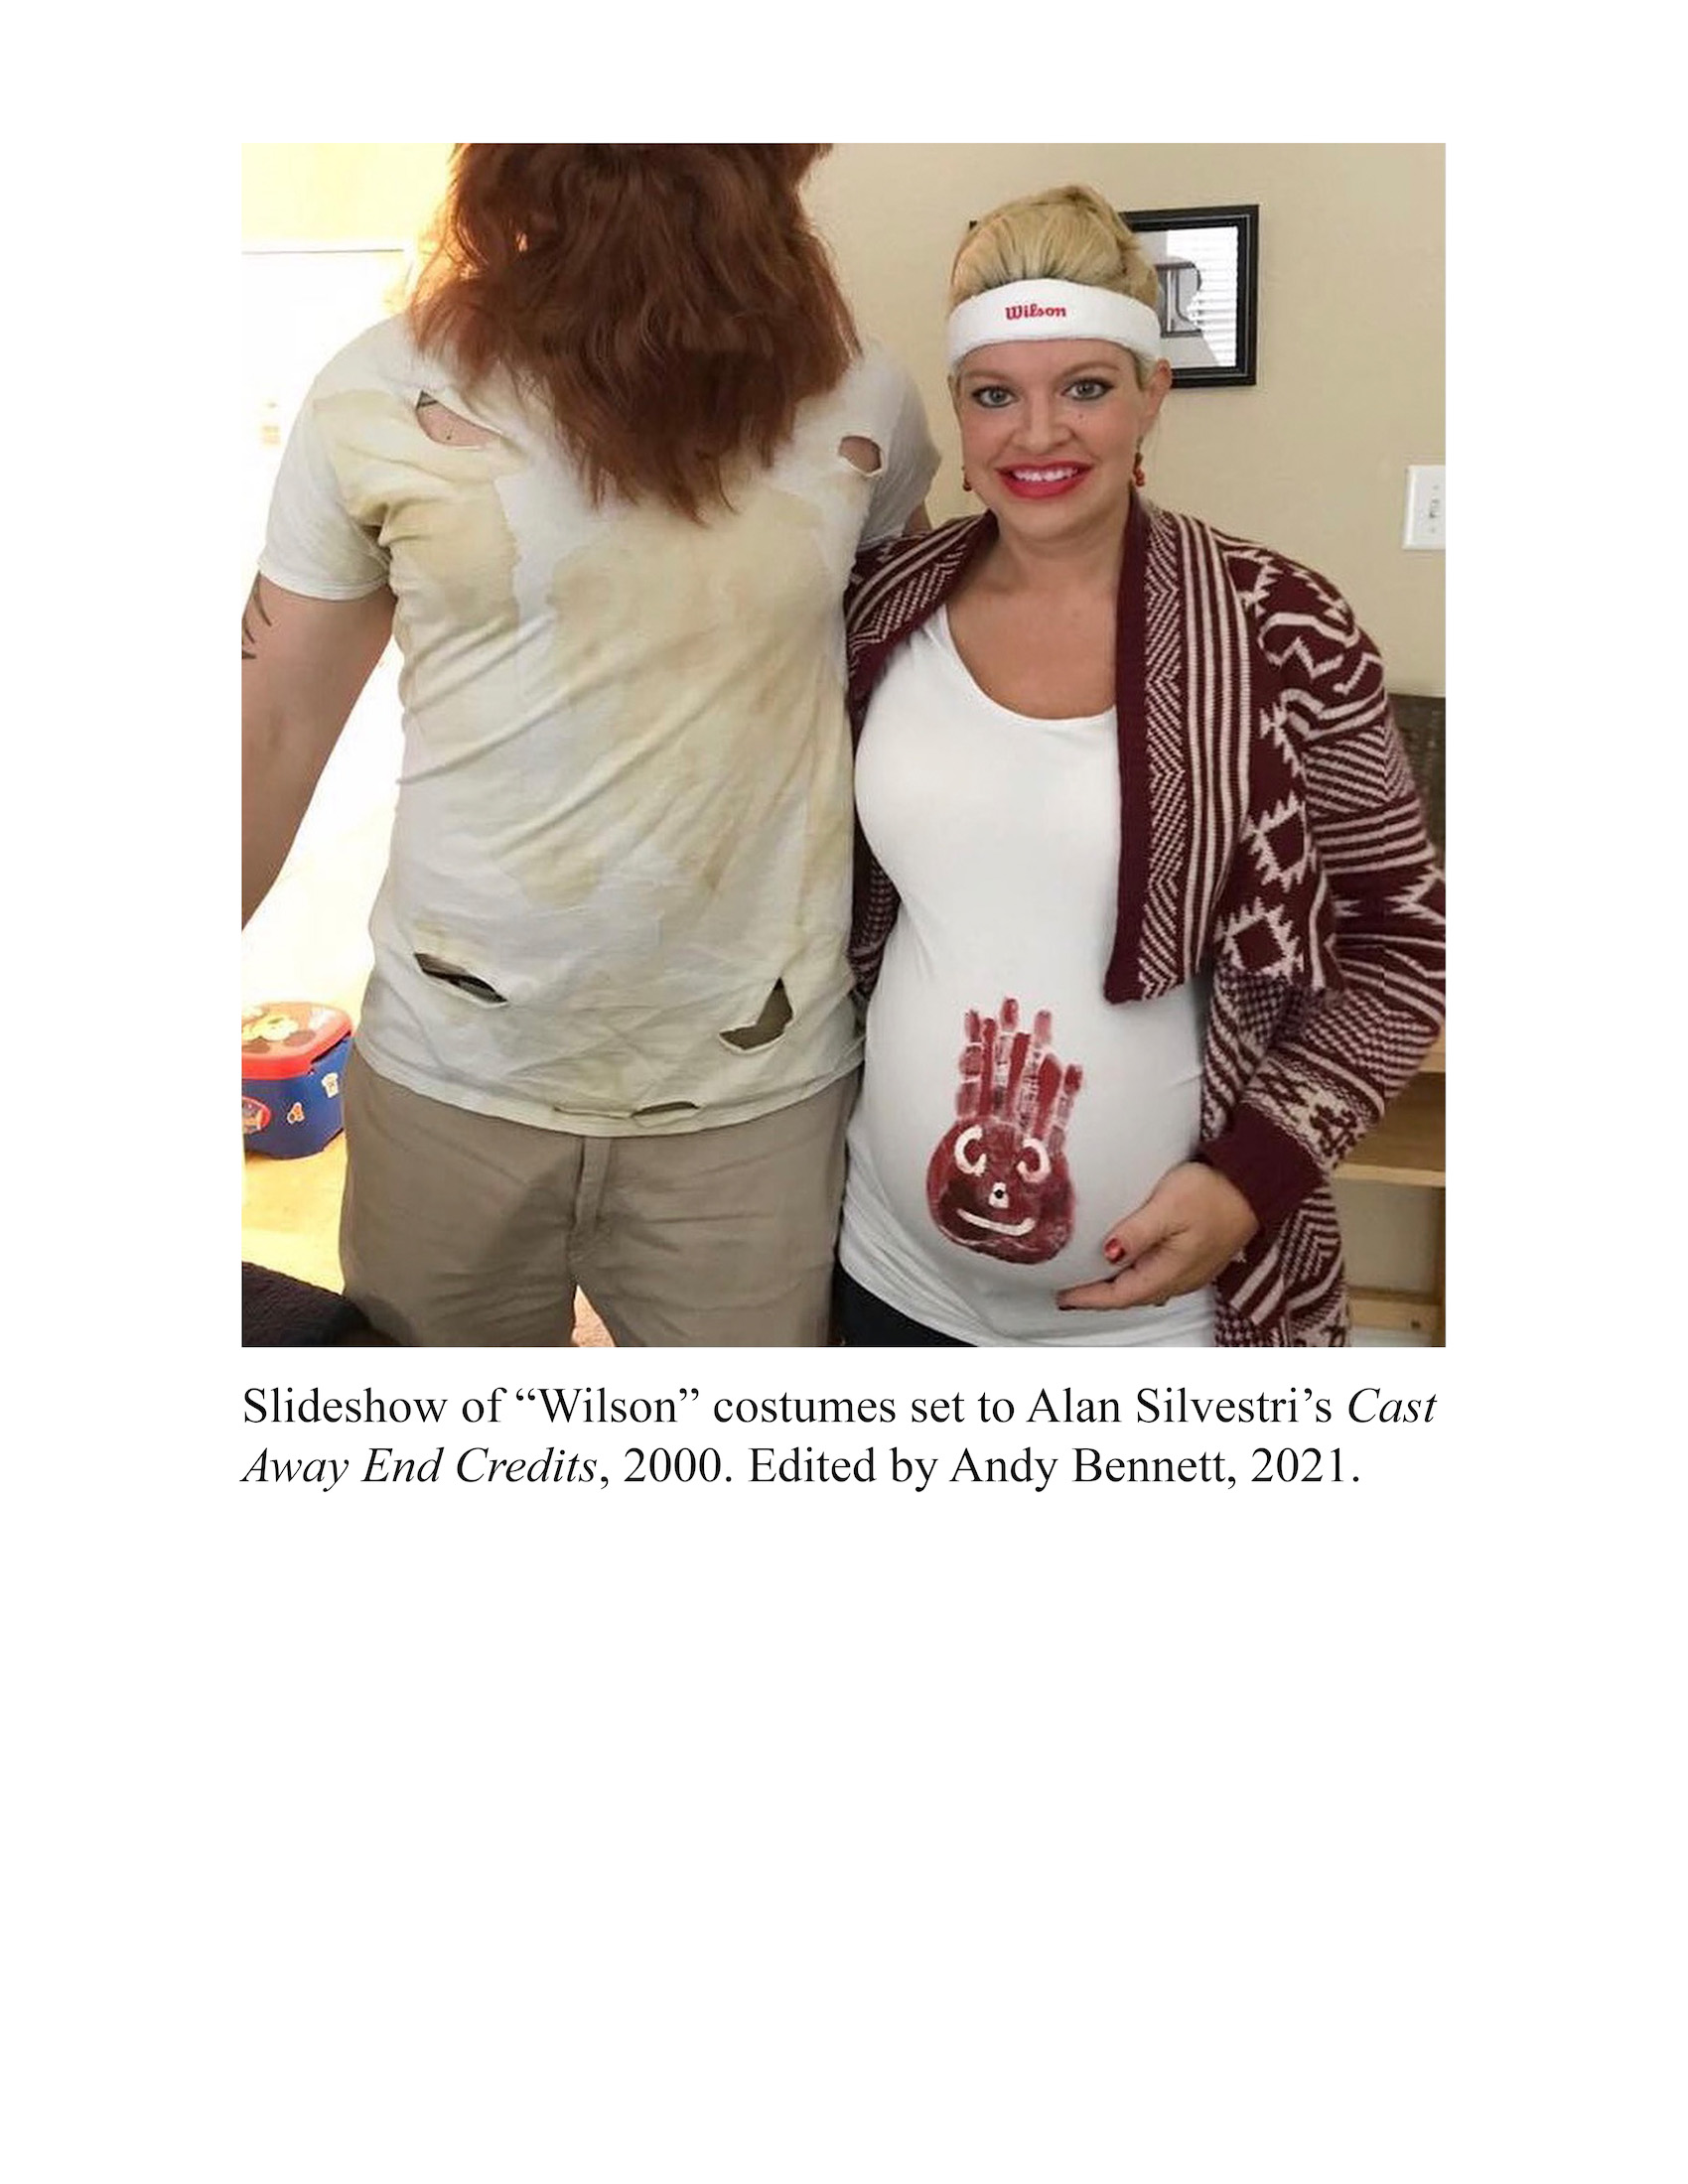 Wilson
Slideshow of “Wilson” costumes set to Alan Silvestri’s Cast
Away End Credits, 2000. Edited by Andy Bennett, 2021.